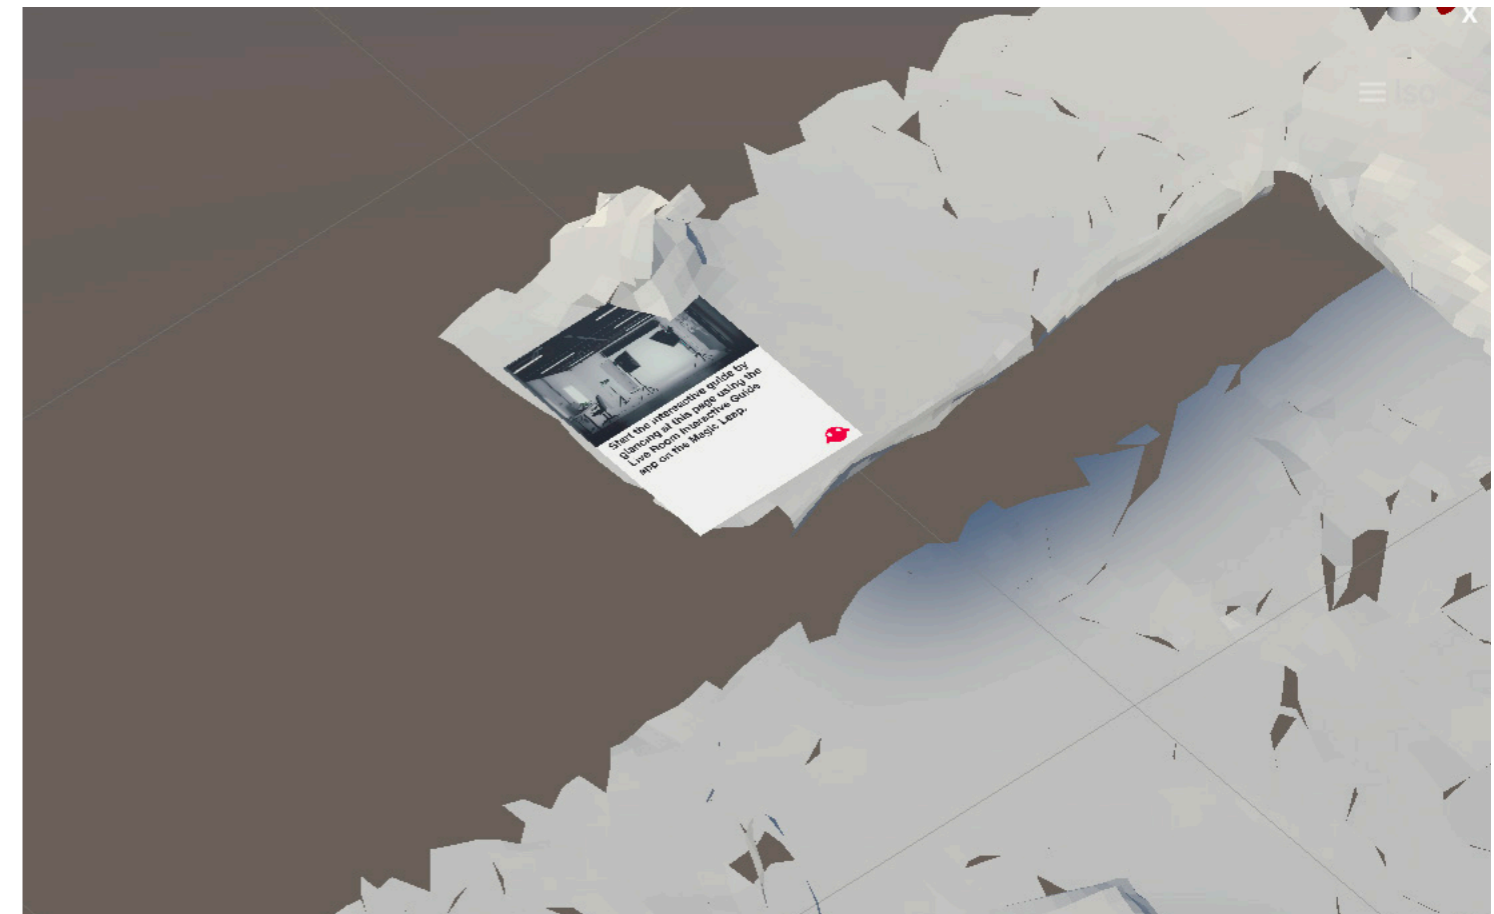 X
Iso
Start the interactive guide by
glancing at this page using the
Live Room Interactive Guide
app on the Magic Leap.